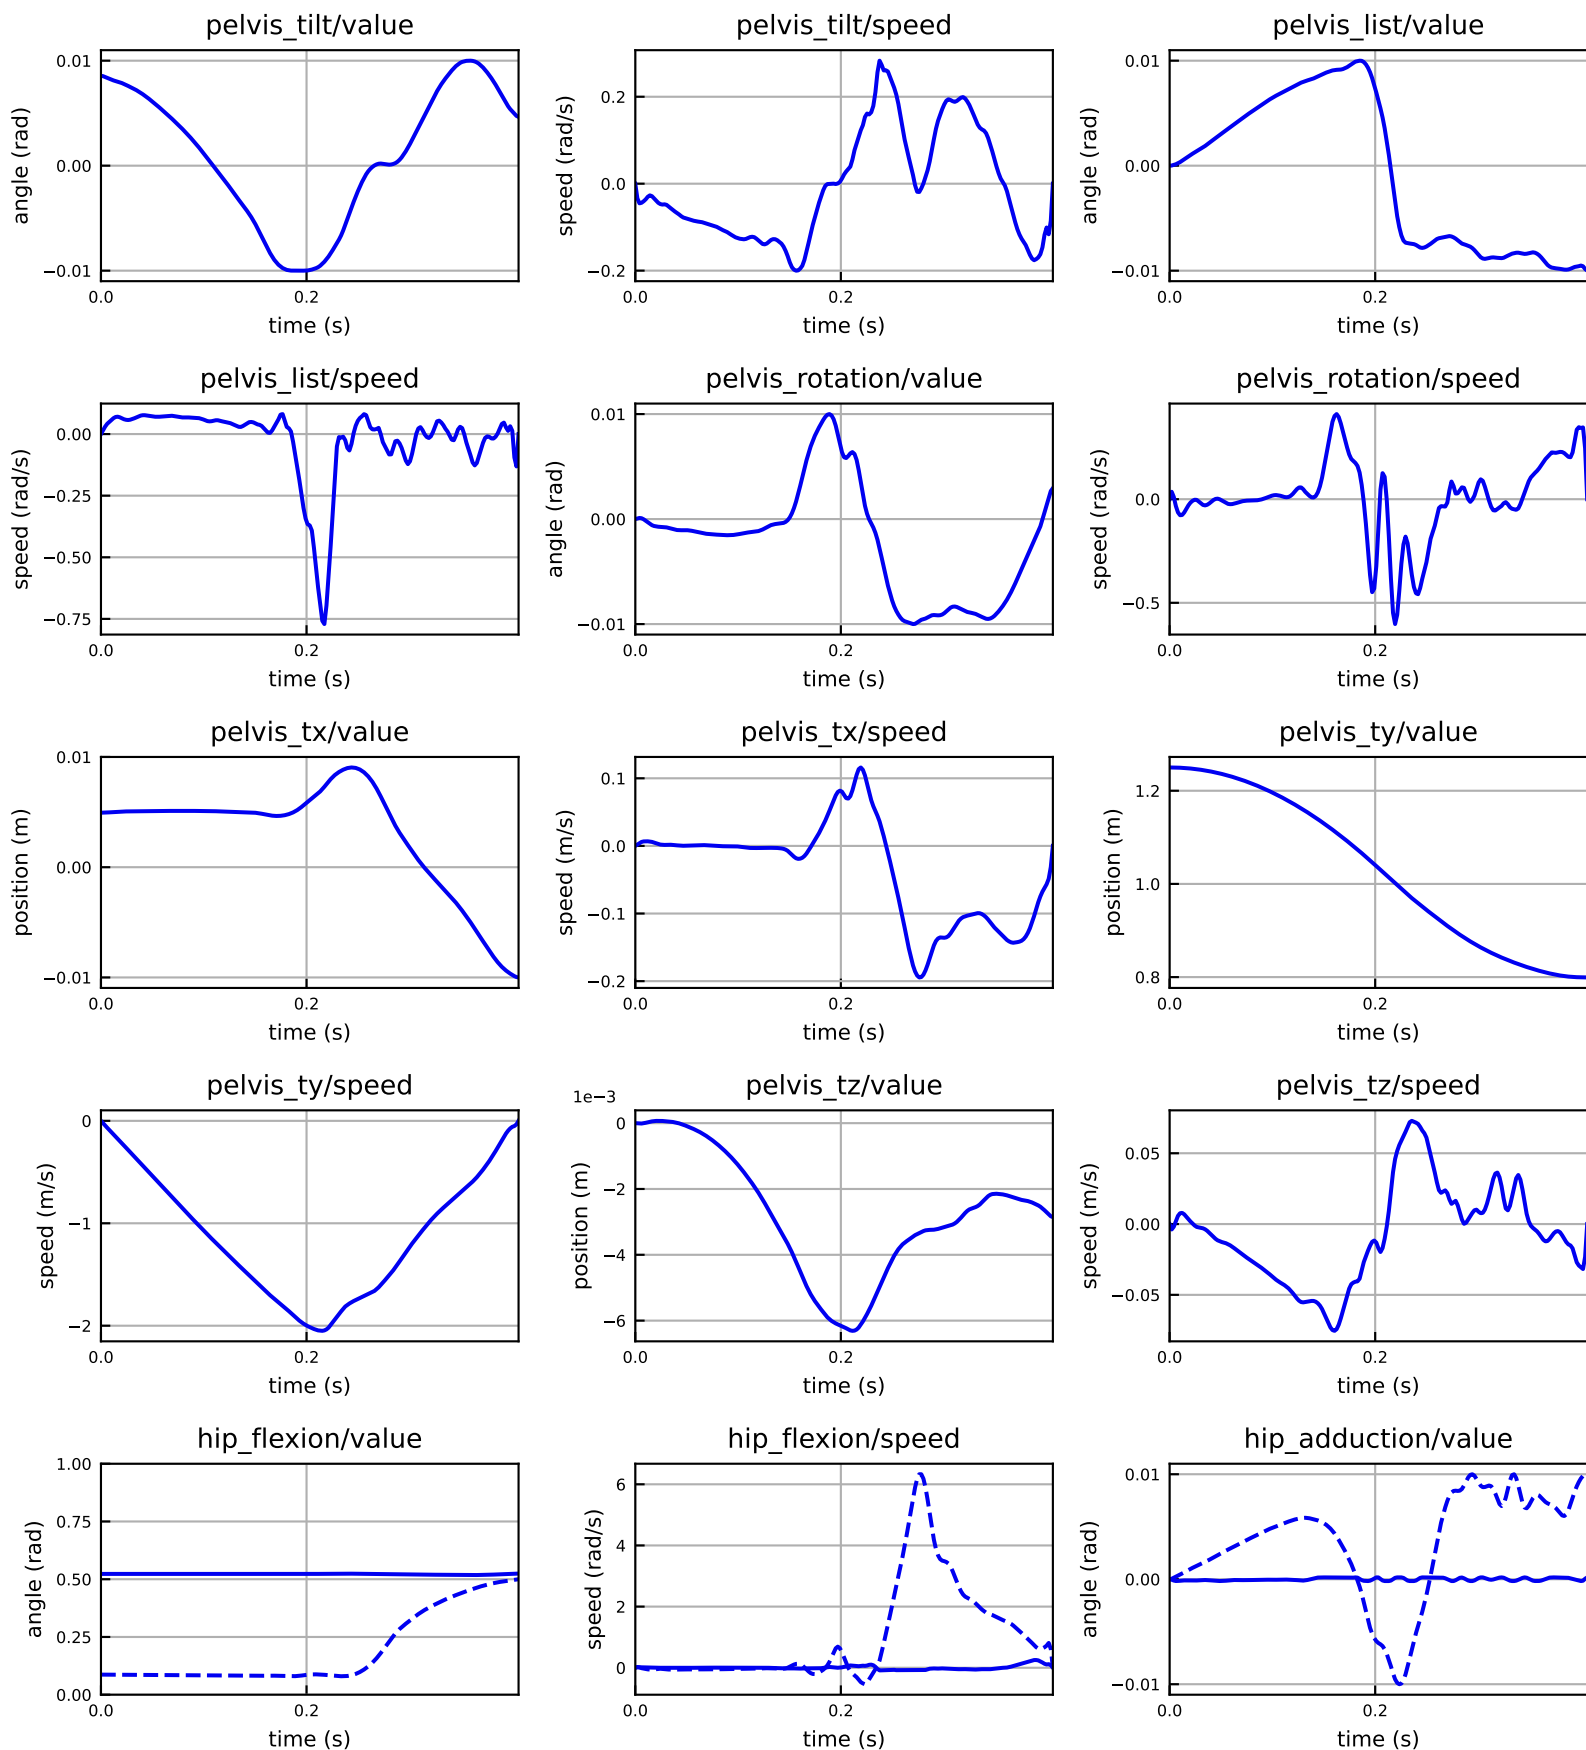 pelvis_tilt/value
pelvis_tilt/speed
pelvis_list/value
angle (rad)
0.01
0.00
−0.01
0.0
0.2
time (s)
speed (rad/s)
0.2
0.0
−0.2
0.0
0.2
time (s)
angle (rad)
0.01
0.00
−0.01
0.0
0.2
time (s)
pelvis_list/speed
pelvis_rotation/value
pelvis_rotation/speed
speed (rad/s)
0.00
−0.25
−0.50
−0.75
0.0
0.2
time (s)
angle (rad)
0.01
0.00
−0.01
0.0
0.2
time (s)
speed (rad/s)
0.0
−0.5
0.0
0.2
time (s)
pelvis_tx/value
pelvis_tx/speed
pelvis_ty/value
position (m)
0.01
0.00
−0.01
0.0
0.2
time (s)
speed (m/s)
0.1
0.0
−0.1
−0.2
0.0
0.2
time (s)
position (m)
1.2
1.0
0.8
0.0
0.2
time (s)
pelvis_ty/speed
pelvis_tz/value
pelvis_tz/speed
speed (m/s)
0
−1
−2
0.0
0.2
time (s)
1e−3
position (m)
0
−2
−4
−6
0.0
0.2
time (s)
speed (m/s)
0.05
0.00
−0.05
0.0
0.2
time (s)
hip_flexion/value
hip_flexion/speed
hip_adduction/value
angle (rad)
1.00
0.75
0.50
0.25
0.00
0.0
0.2
time (s)
speed (rad/s)
6
4
2
0
0.0
0.2
time (s)
angle (rad)
0.01
0.00
−0.01
0.0
0.2
time (s)